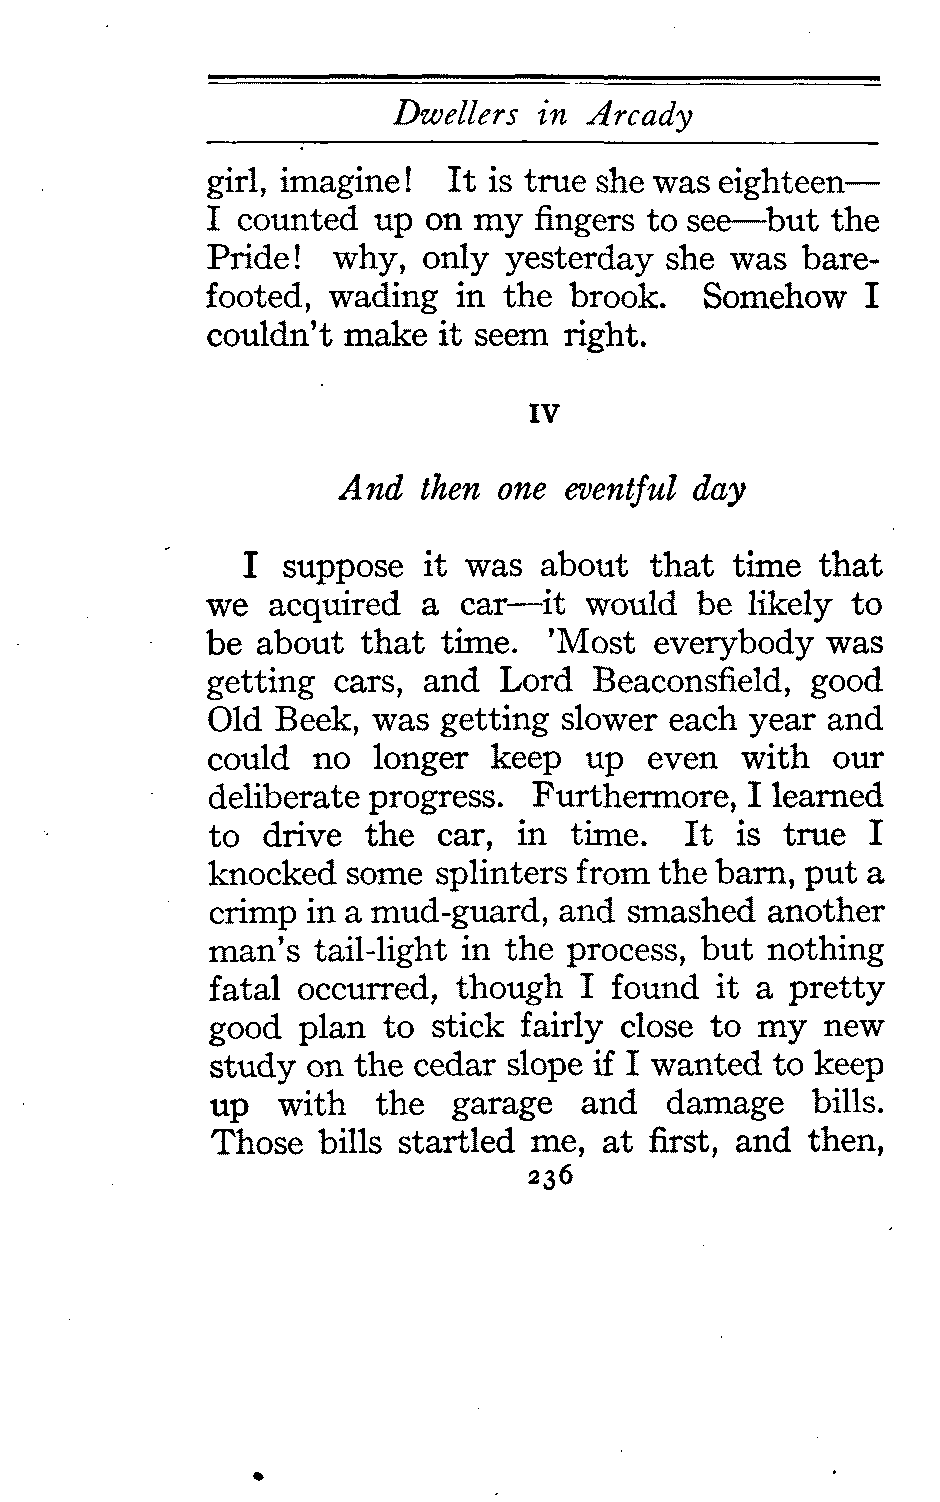 Dwellers in Arcady
girl, imagine! It is true she was eighteen—
I counted up on my fingers to see—but the
Pride! why, only yesterday she was bare-
footed, wading in the brook. Somehow I
couldn't make it seem right.
IV
And then one eventful day
I suppose it was about that time that
we acquired a car—it would be likely to
be about that time. 'Most everybody was
getting cars, and Lord Beaconsfield, good
Old Beek, was getting slower each year and
could no longer keep up even with our
deliberate progress. Furthermore, I learned
to drive the car, in time. It is true I
knocked some splinters from the barn, put a
crimp in a mud-guard, and smashed another
man's tail-light in the process, but nothing
fatal occurred, though I found it a pretty
good plan to stick fairly close to my new
study on the cedar slope if I wanted to keep
up with the garage and damage bills.
Those bills startled me, at first, and then,
236